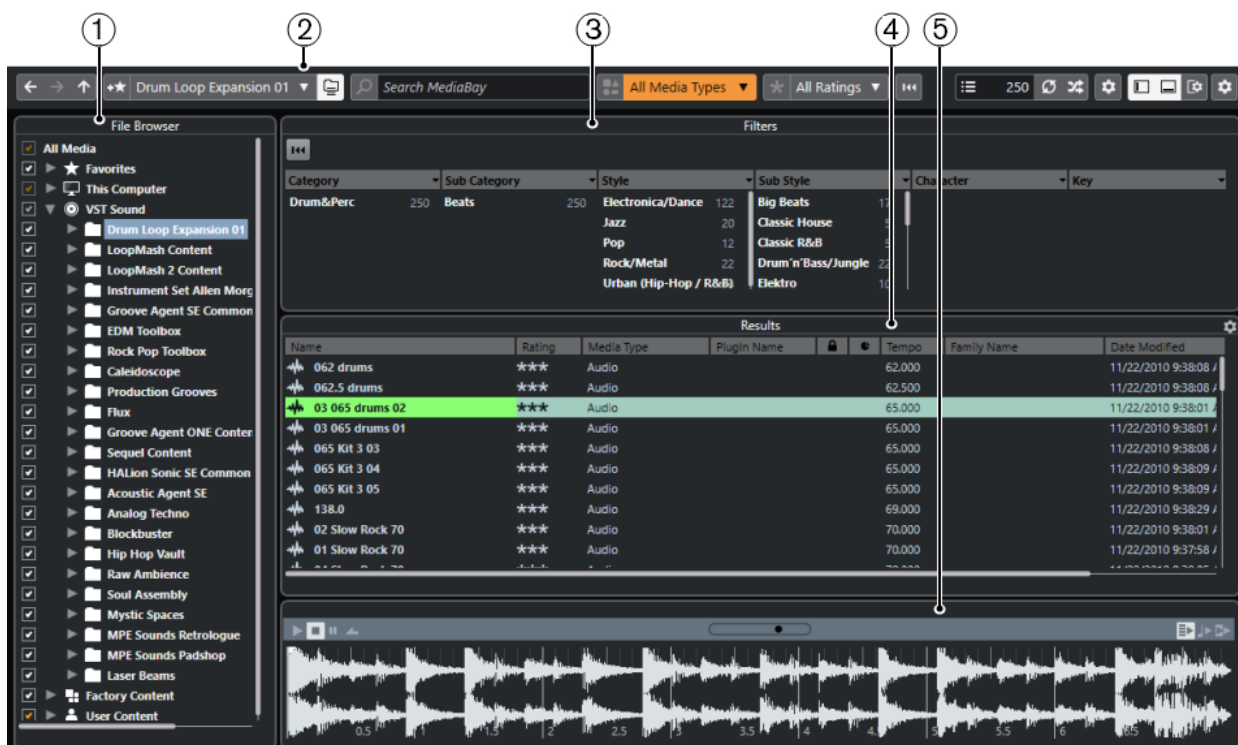 ① ② ③ ④ ⑤
Drum Loop Expansion 01 Search MediaBay All Media Types All Ratings 250
File Browser
All Media
Favorites
This Computer
VST Sound
Drum Loop Expansion 01
LoopMash Content
LoopMash 2 Content
Instrument Set Allen Morg
Groove Agent SE Common
EDM Toolbox
Rock Pop Toolbox
Caleidoscope
Production Grooves
Flux
Groove Agent ONE Conter
Sequel Content
HALion Sonic SE Common
Acoustic Agent SE
Analog Techno
Blockbuster
Hip Hop Vault
Raw Ambience
Soul Assembly
Mystic Spaces
MPE Sounds Retrologue
MPE Sounds Padshop
Laser Beams
Factory Content
User Content
Filters
Category Sub Category Style Sub Style Character Key
Drum&Perc 250 Beats 250 Electronica/Dance 122 Big Beats 17
Jazz 20 Classic House 5
Pop 12 Classic R&B 5
Rock/Metal 22 Drum´n´Bass/Jungle 22
Urban (Hip-Hop / R&B) Elektro 10
Results
Name Rating Media Type PlugIn Name Tempo Family Name Date Modified
062 drums *** Audio 62.000 11/22/2010 9:38:08
062.5 drums *** Audio 62.500 11/22/2010 9:38:08
03 065 drums 02 *** Audio 65.000 11/22/2010 9:38:01
03 065 drums 01 *** Audio 65.000 11/22/2010 9:38:01
065 Kit 3 03 *** Audio 65.000 11/22/2010 9:38:08
065 Kit 3 04 *** Audio 65.000 11/22/2010 9:38:09
065 Kit 3 05 *** Audio 65.000 11/22/2010 9:38:09
138.0 *** Audio 69.000 11/22/2010 9:38:29
02 Slow Rock 70 *** Audio 70.000 11/22/2010 9:38:01
01 Slow Rock 70 *** Audio 70.000 11/22/2010 9:37:58
0.5 1 1.5 2 2.5 3 3.5 4 4. 5 5.5 6 6.5